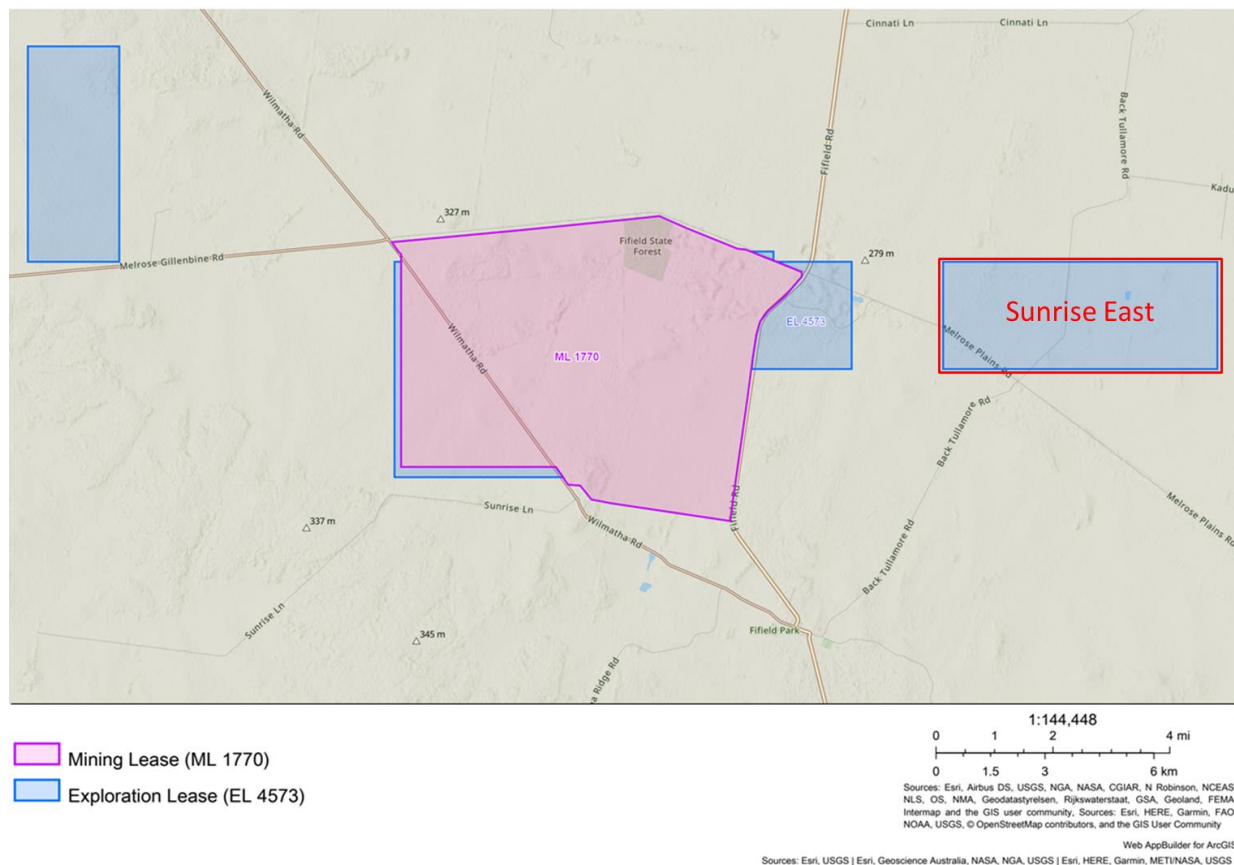 Cinnati Ln
Cinnati Ln
Wilmatha Rd
Fifield Rd
Back Tullamore Rd
Kadu
327 m
Fifield State
Forest
279 m
Melrose Gillenbine Rd
EL 4573
Sunrise East
Wilmatha Rd
ML 1770
Melrose Plains Rd
Back Tullamore Rd
Sunrise Ln
Fifield Rd
Melrose Plains Rd
337 m
Wilmatha Rd
Back Tullamore Rd
Sunrise Ln
345 m
Fifield Park
a Ridge Rd
Mining Lease (ML 1770)
Exploration Lease (EL 4573)
1:144,448
0 1 2 4 mi
0 1.5 3 6 km
Sources: Esri, Airbus DS, USGS, NGA, NASA, CGIAR, N Robinson, NCEAS
NLS, OS, NMA, Geodatastyrelsen, Rijkswaterstaat, GSA, Geoland, FEMA
Intermap and the GIS user community, Sources: Esri, HERE, Garmin, FAO
NOAA, USGS, © OpenStreetMap contributors, and the GIS User Community
Web AppBuilder for ArcGIS
Sources: Esri, USGS | Esri, Geoscience Australia, NASA, NGA, USGS | Esri, HERE, Garmin, METI/NASA, USGS